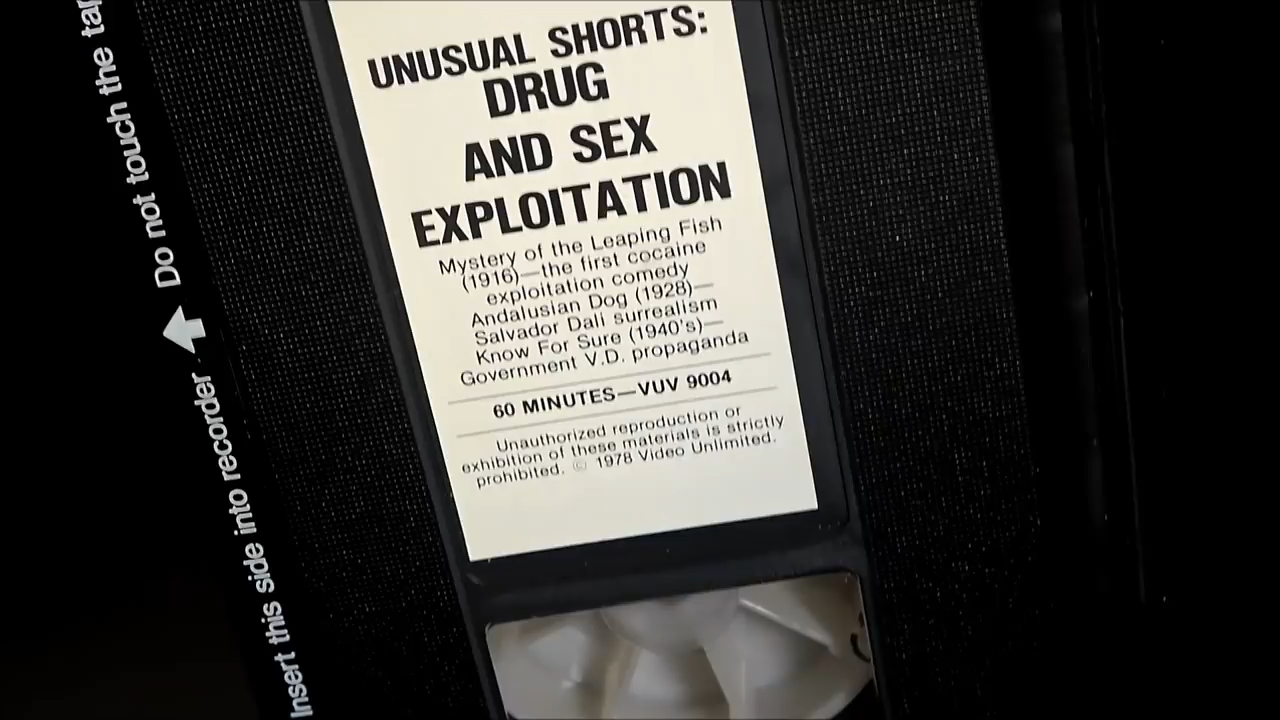 UNUSUAL SHORTS:
DRUG
AND SEX
EXPLOITATION
Mystery of the Leaping Fish
(1916)—the first cocaine
exploitation comedy
Andalusian Dog (1928)—
Salvador Dali surrealism
Know For Sure (1940's)—
Government V.D. propaganda
60 MINUTES—VUV 9004
Unauthorized reproduction or
exhibition of these materials is strictly
prohibited. © 1978 Video Unlimited.
Insert this side into recorder
Do not touch the